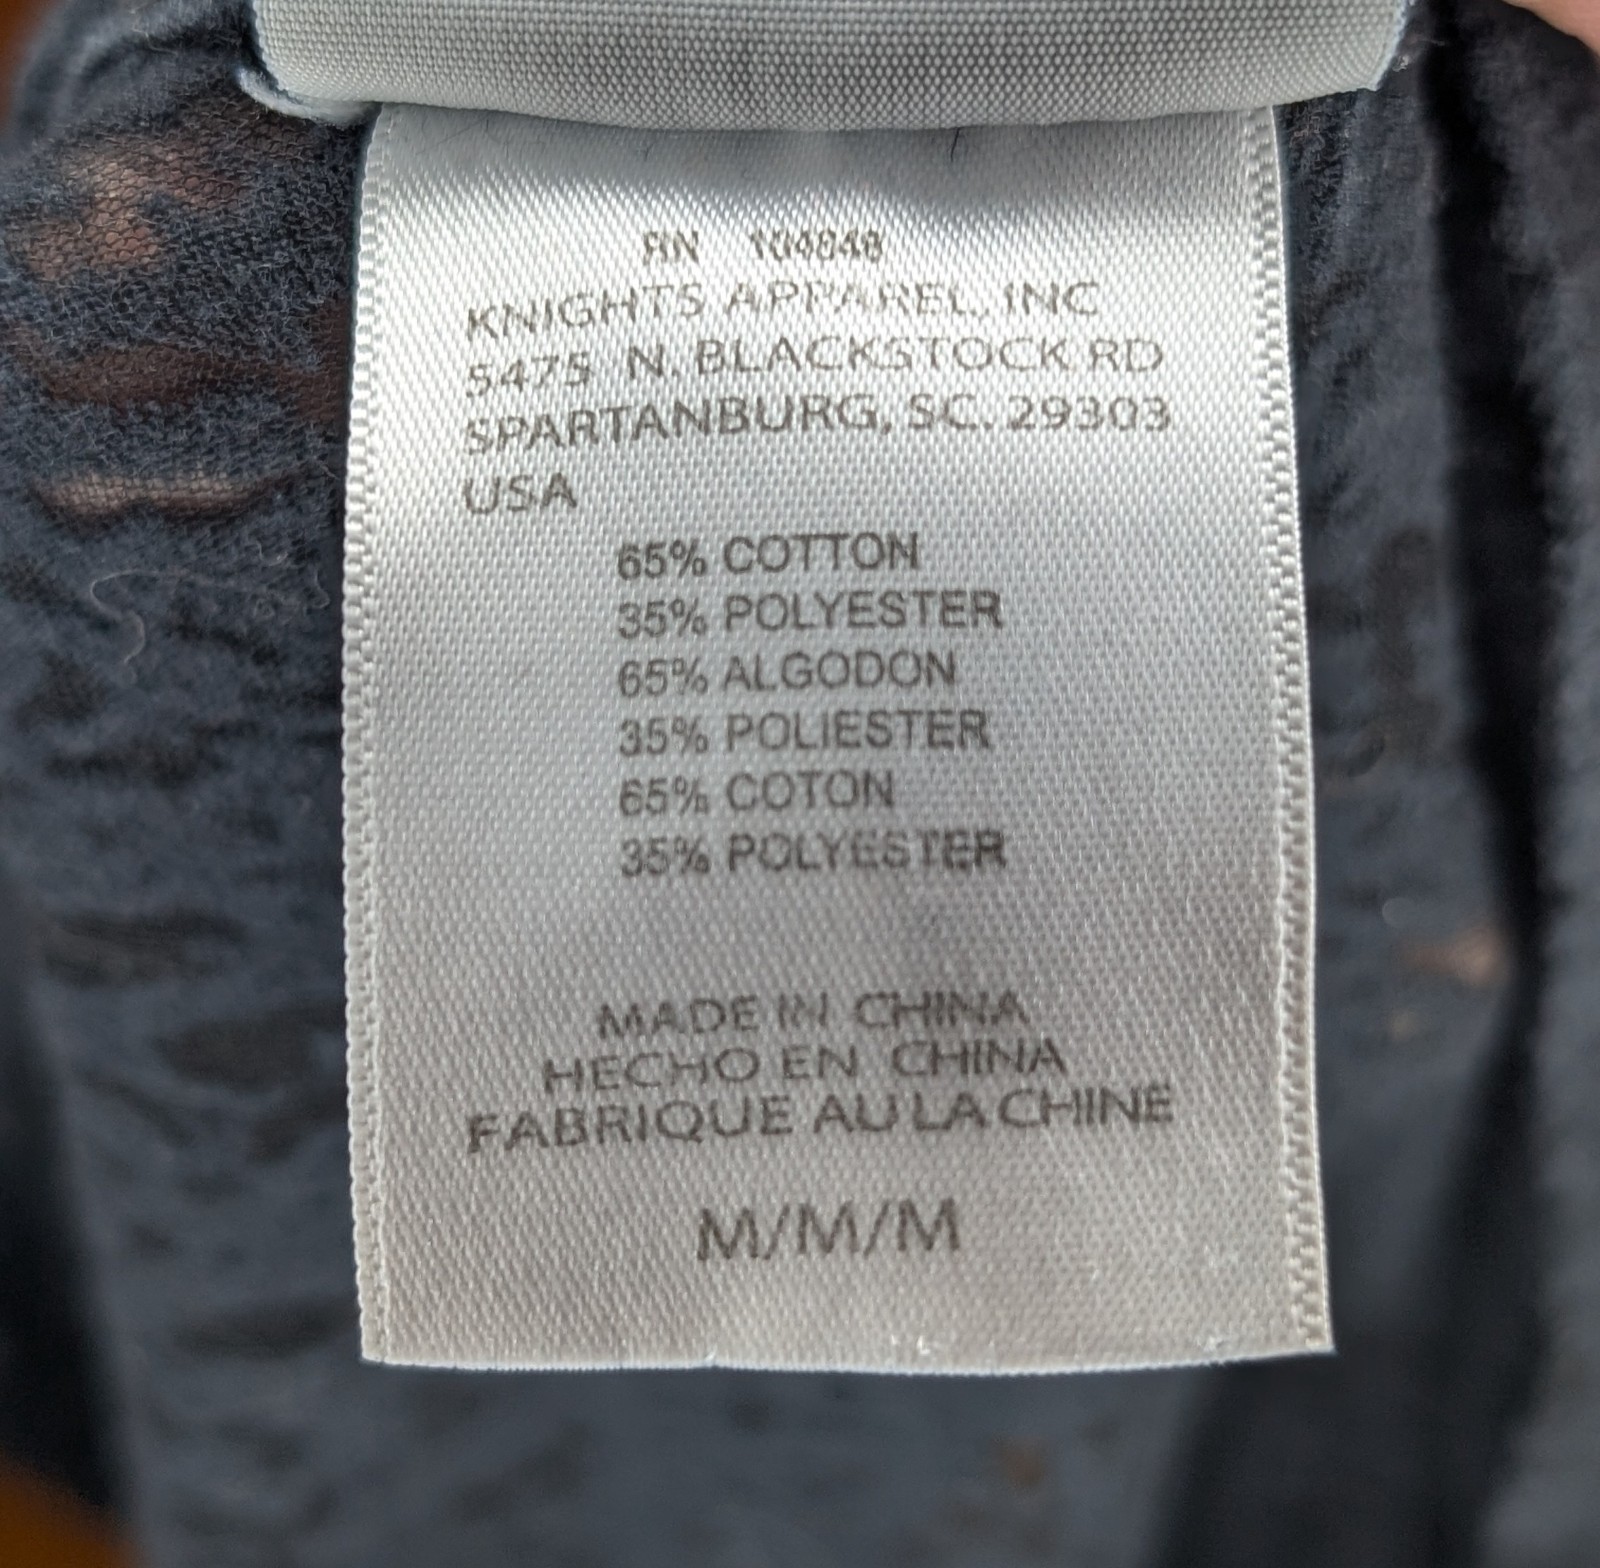 RN 104848
KNIGHTS APPAREL, INC
5475 N. BLACKSTOCK RD
SPARTANBURG, SC. 29303
USA
65% COTTON
35% POLYESTER
65% ALGODON
35% POLIESTER
65% COTON
35% POLYESTER
MADE IN CHINA
HECHO EN CHINA
FABRIQUE AU LA CHINE
M/M/M